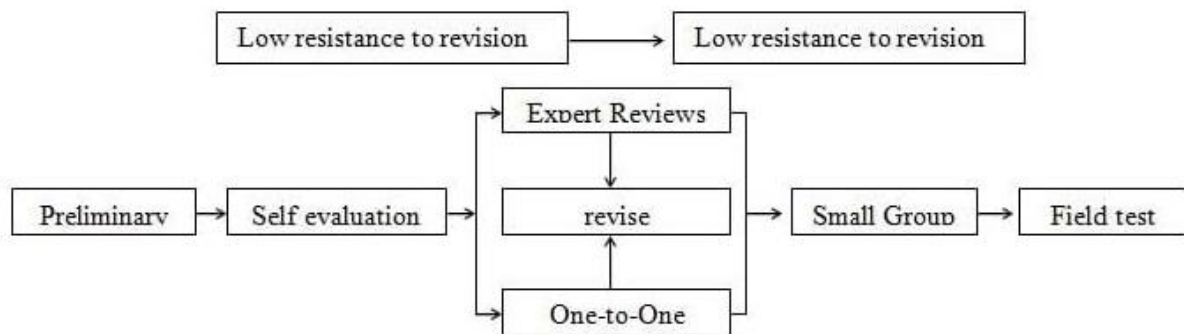 Low resistance to revision
Low resistance to revision
Expert Reviews
Preliminary
Self evaluation
revise
Small Group
Field test
One-to-One